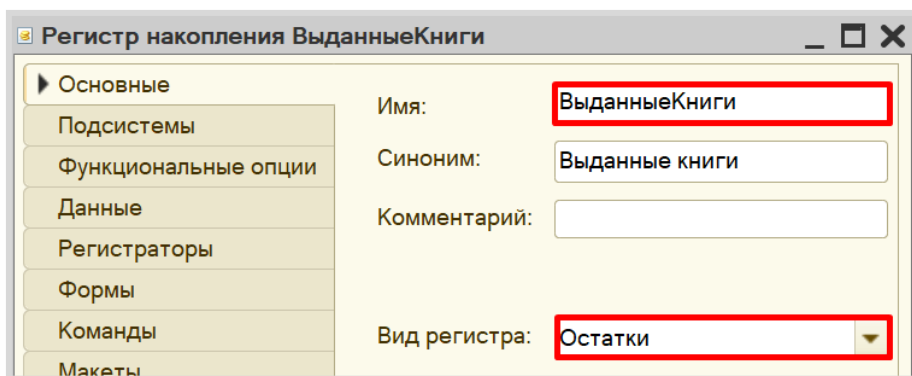 Регистр накопления ВыданныеКниги
Основные
Подсистемы
Функциональные опции
Данные
Регистраторы
Формы
Команды
Макеты
Имя: ВыданныеКниги
Синоним: Выданные книги
Комментарий:
Вид регистра: Остатки